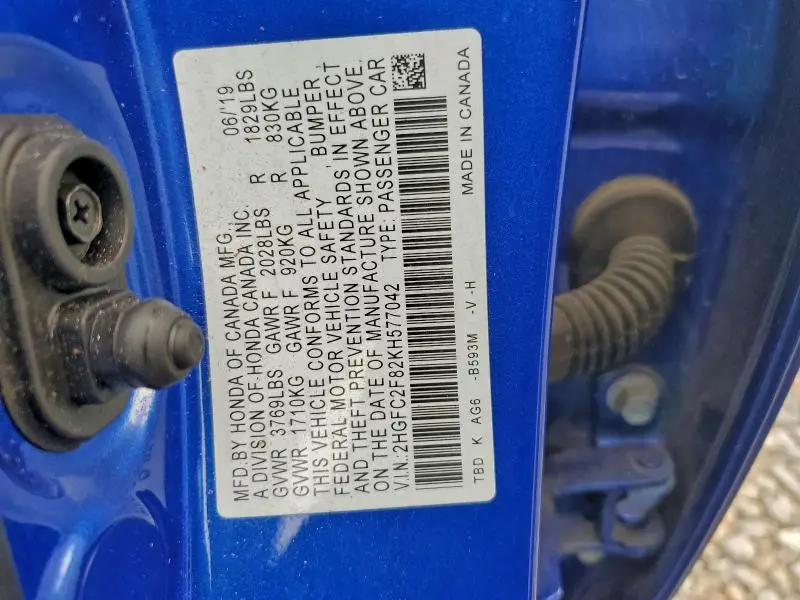 MFD.BY HONDA OF CANADA MFG. 06/19
A DIVISION OF HONDA CANADA INC.
GVWR 3769LBS GAWR F 2028LBS R 1829LBS
GVWR 1710KG GAWR F 920KG R 830KG
THIS VEHICLE CONFORMS TO ALL APPLICABLE
FEDERAL MOTOR VEHICLE SAFETY, BUMPER,
AND THEFT PREVENTION STANDARDS IN EFFECT
ON THE DATE OF MANUFACTURE SHOWN ABOVE.
V.I.N.:2HGFC2F82KH577042 TYPE: PASSENGER CAR
TBD K AG6 -B593M -V -H MADE IN CANADA